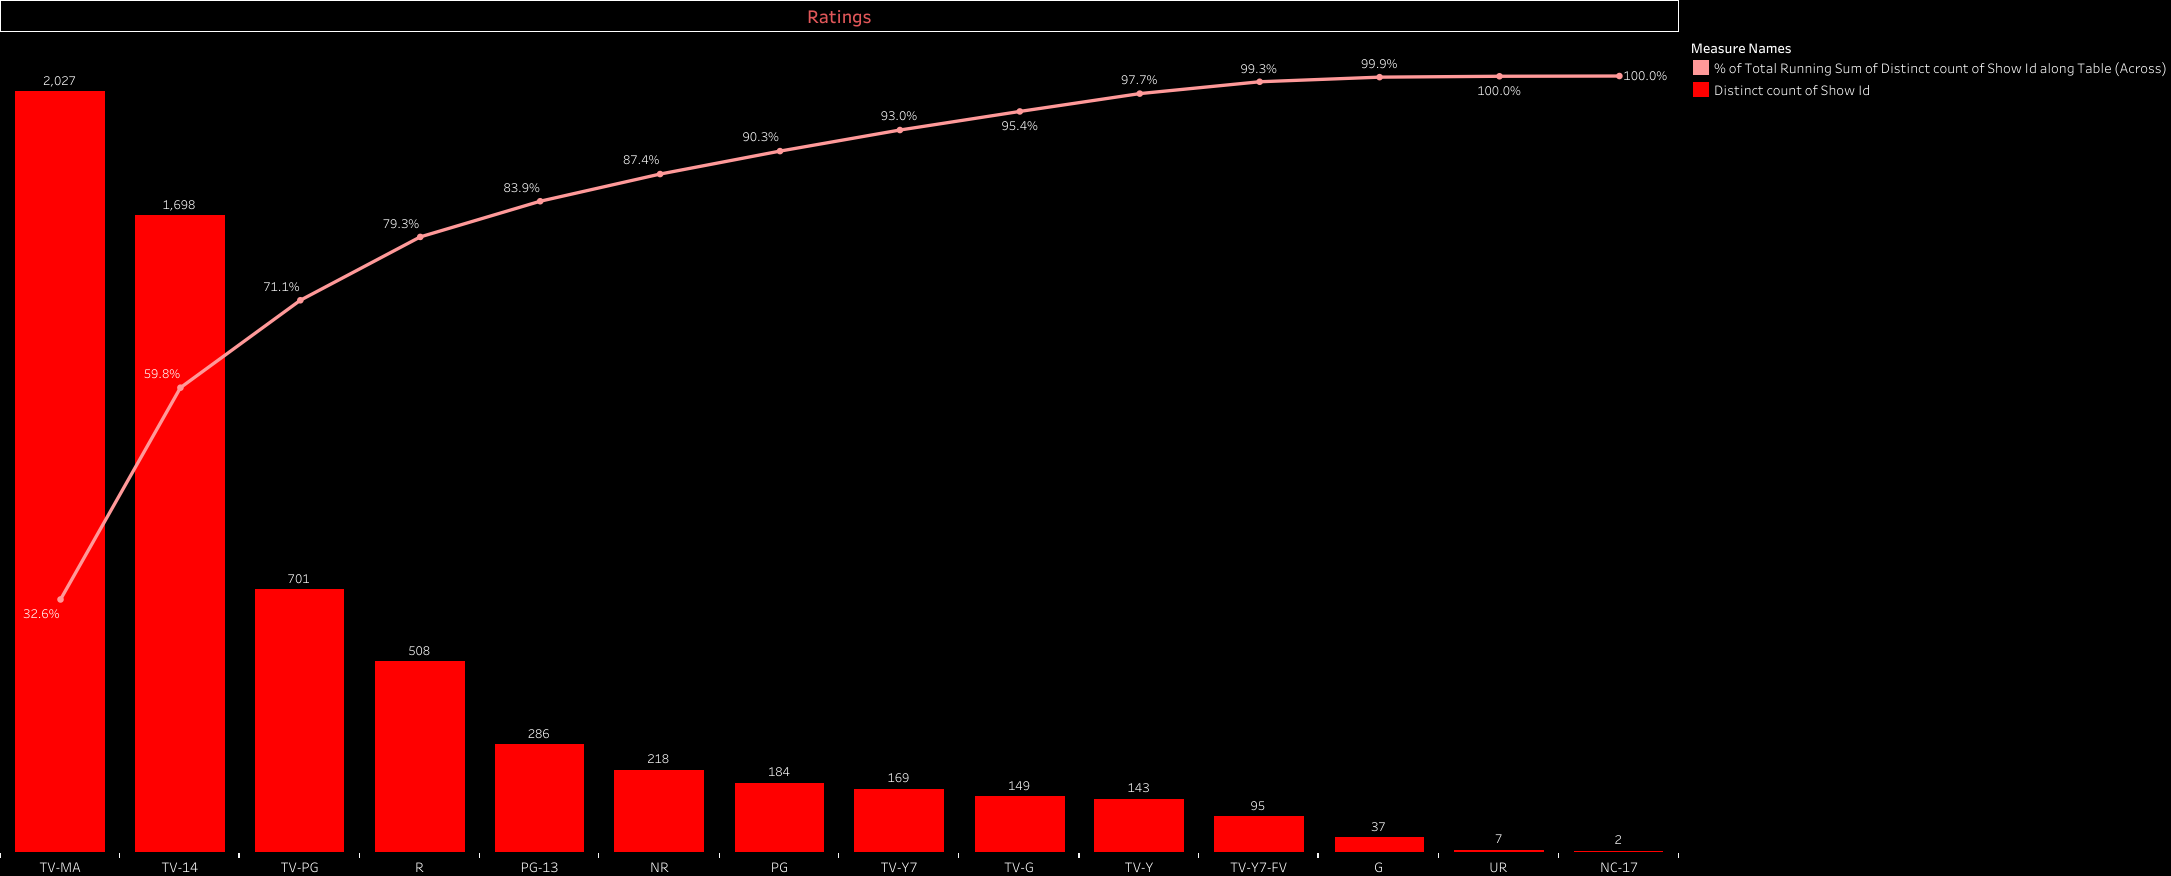 Ratings
Measure Names
% of Total Running Sum of Distinct count of Show Id along Table (Across)
Distinct count of Show Id
2,027
1,698
701
508
286
218
184
169
149
143
95
37
7
2
32.6%
59.8%
71.1%
79.3%
83.9%
87.4%
90.3%
93.0%
95.4%
97.7%
99.3%
99.9%
100.0%
100.0%
TV-MA
TV-14
TV-PG
R
PG-13
NR
PG
TV-Y7
TV-G
TV-Y
TV-Y7-FV
G
UR
NC-17